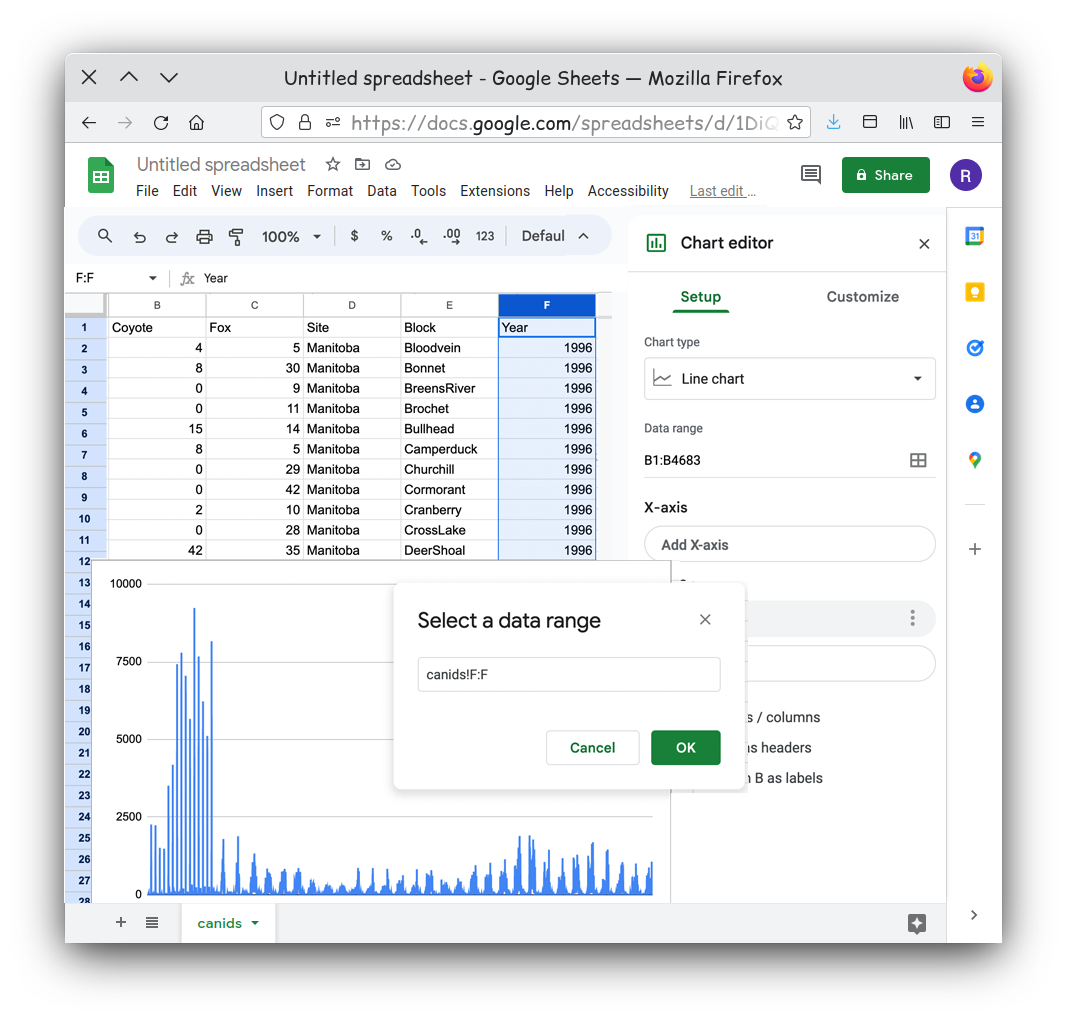 Untitled spreadsheet - Google Sheets — Mozilla Firefox
https://docs.google.com/spreadsheets/d/1DiQ
Untitled spreadsheet
File Edit View Insert Format Data Tools Extensions Help Accessibility Last edit ...
Share
R
100% $ % .0 .00 123 Defaul
31
F:F fx Year
B C D E F
1 Coyote Fox Site Block Year
2 4 5 Manitoba Bloodvein 1996
3 8 30 Manitoba Bonnet 1996
4 0 9 Manitoba BreensRiver 1996
5 0 11 Manitoba Brochet 1996
6 15 14 Manitoba Bullhead 1996
7 8 5 Manitoba Camperduck 1996
8 0 29 Manitoba Churchill 1996
9 0 42 Manitoba Cormorant 1996
10 2 10 Manitoba Cranberry 1996
11 0 28 Manitoba CrossLake 1996
12 42 35 Manitoba DeerShoal 1996
13
14
15
16
17
18
19
20
21
22
23
24
25
26
27
28
10000
7500
5000
2500
0
Chart editor
Setup Customize
Chart type
Line chart
Data range
B1:B4683
X-axis
Add X-axis
Select a data range
canids!F:F
Cancel OK
s / columns
as headers
B as labels
canids